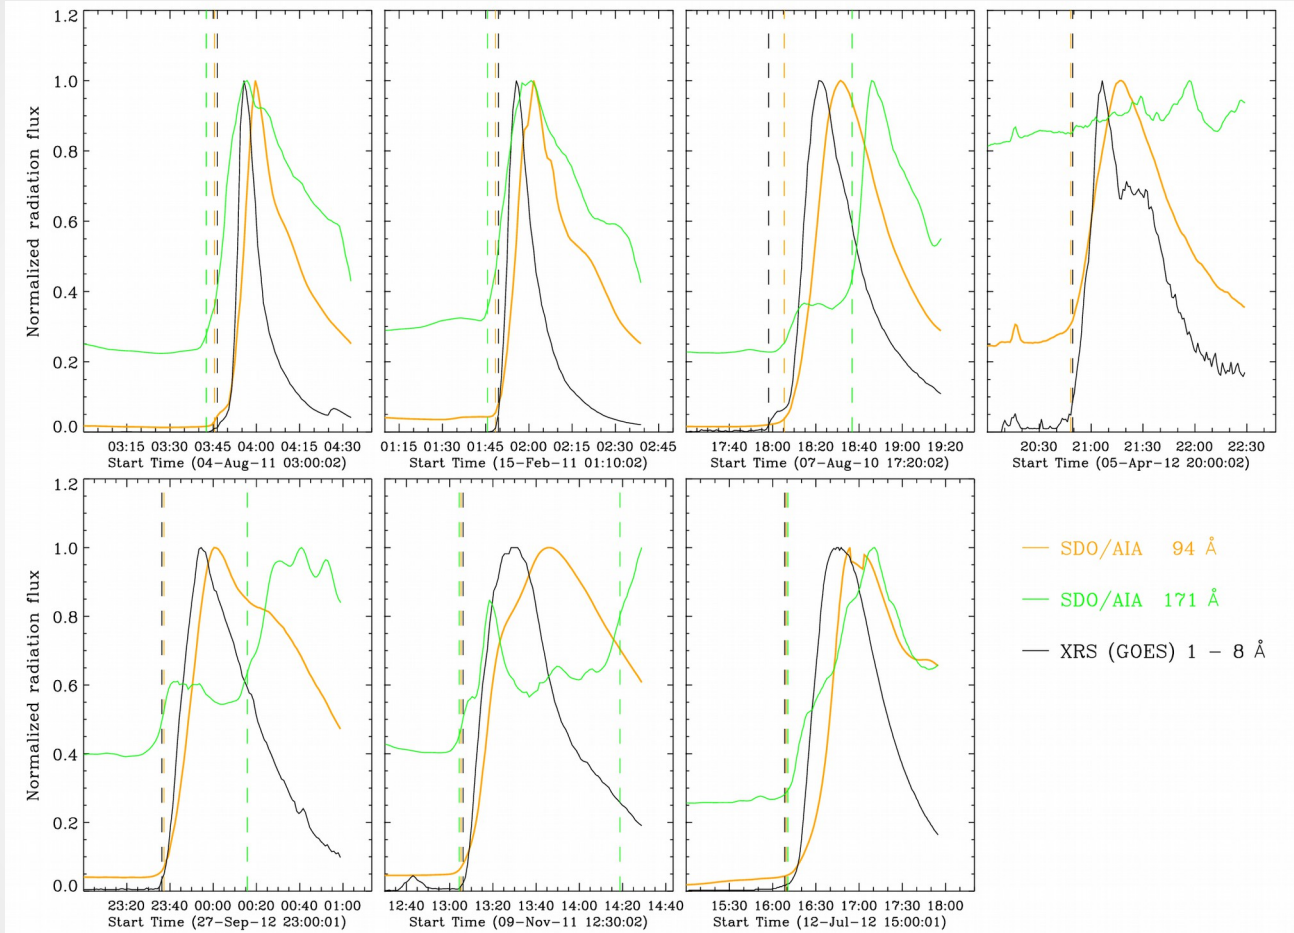 1.2
1.0
0.8
0.6
0.4
0.2
0.0
Normalized radiation flux
03:15 03:30 03:45 04:00 04:15 04:30
Start Time (04-Aug-11 03:00:02)
01:15 01:30 01:45 02:00 02:15 02:30 02:45
Start Time (15-Feb-11 01:10:02)
17:40 18:00 18:20 18:40 19:00 19:20
Start Time (07-Aug-10 17:20:02)
20:30 21:00 21:30 22:00 22:30
Start Time (05-Apr-12 20:00:02)
1.2
1.0
0.8
0.6
0.4
0.2
0.0
Normalized radiation flux
23:20 23:40 00:00 00:20 00:40 01:00
Start Time (27-Sep-12 23:00:01)
12:40 13:00 13:20 13:40 14:00 14:20 14:40
Start Time (09-Nov-11 12:30:02)
15:30 16:00 16:30 17:00 17:30 18:00
Start Time (12-Jul-12 15:00:01)
SDO/AIA 94 Å
SDO/AIA 171 Å
XRS (GOES) 1 – 8 Å